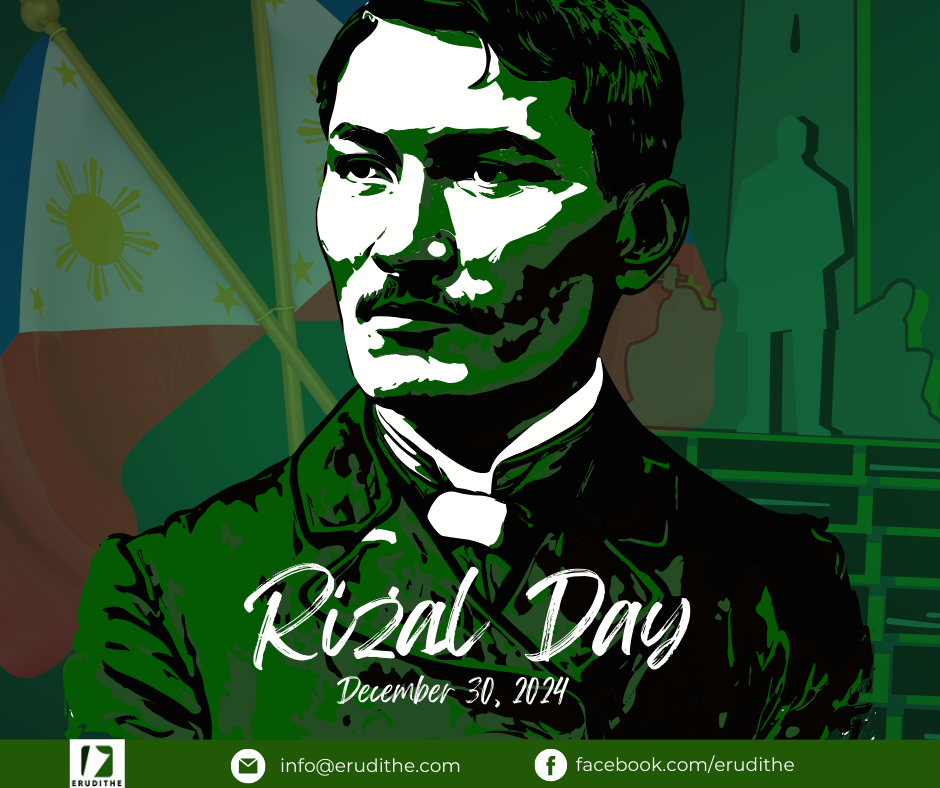 Rizal Day
December 30, 2024
ERUDITHE
info@erudithe.com
facebook.com/erudithe